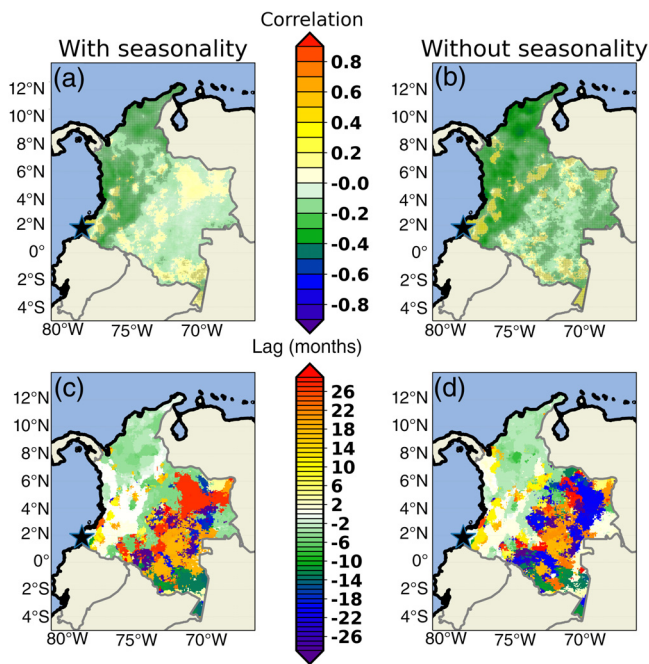 Correlation
With seasonality
Without seasonality
(a)
(b)
12°N
10°N
8°N
6°N
4°N
2°N
0°
2°S
4°S
80°W 75°W 70°W
0.8
0.6
0.4
0.2
-0.0
-0.2
-0.4
-0.6
-0.8
12°N
10°N
8°N
6°N
4°N
2°N
0°
2°S
4°S
80°W 75°W 70°W
Lag (months)
(c)
(d)
12°N
10°N
8°N
6°N
4°N
2°N
0°
2°S
4°S
80°W 75°W 70°W
26
22
18
14
10
6
2
-2
-6
-10
-14
-18
-22
-26
12°N
10°N
8°N
6°N
4°N
2°N
0°
2°S
4°S
80°W 75°W 70°W